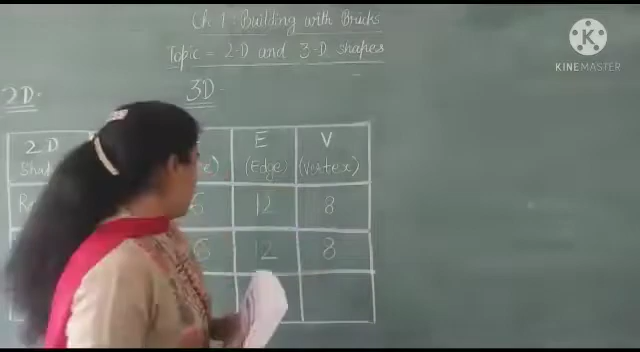 Ch 1 : Building with Bricks
Topic = 2-D and 3-D shapes
2D. 3D.
2D E V
(Edge) (Vertex)
6 12 8
6 12 8
KINEMASTER